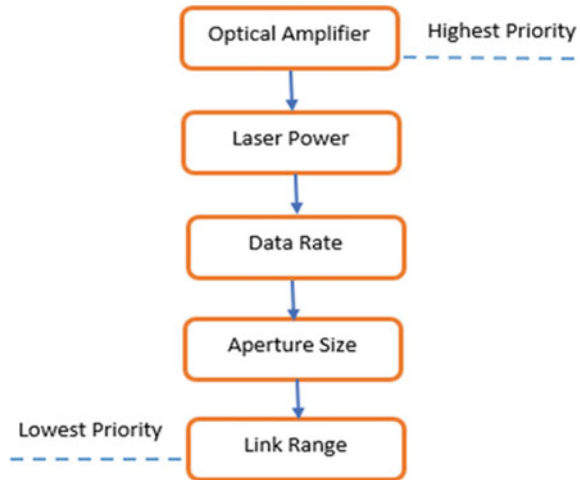 Optical Amplifier
Highest Priority
Laser Power
Data Rate
Aperture Size
Lowest Priority
Link Range